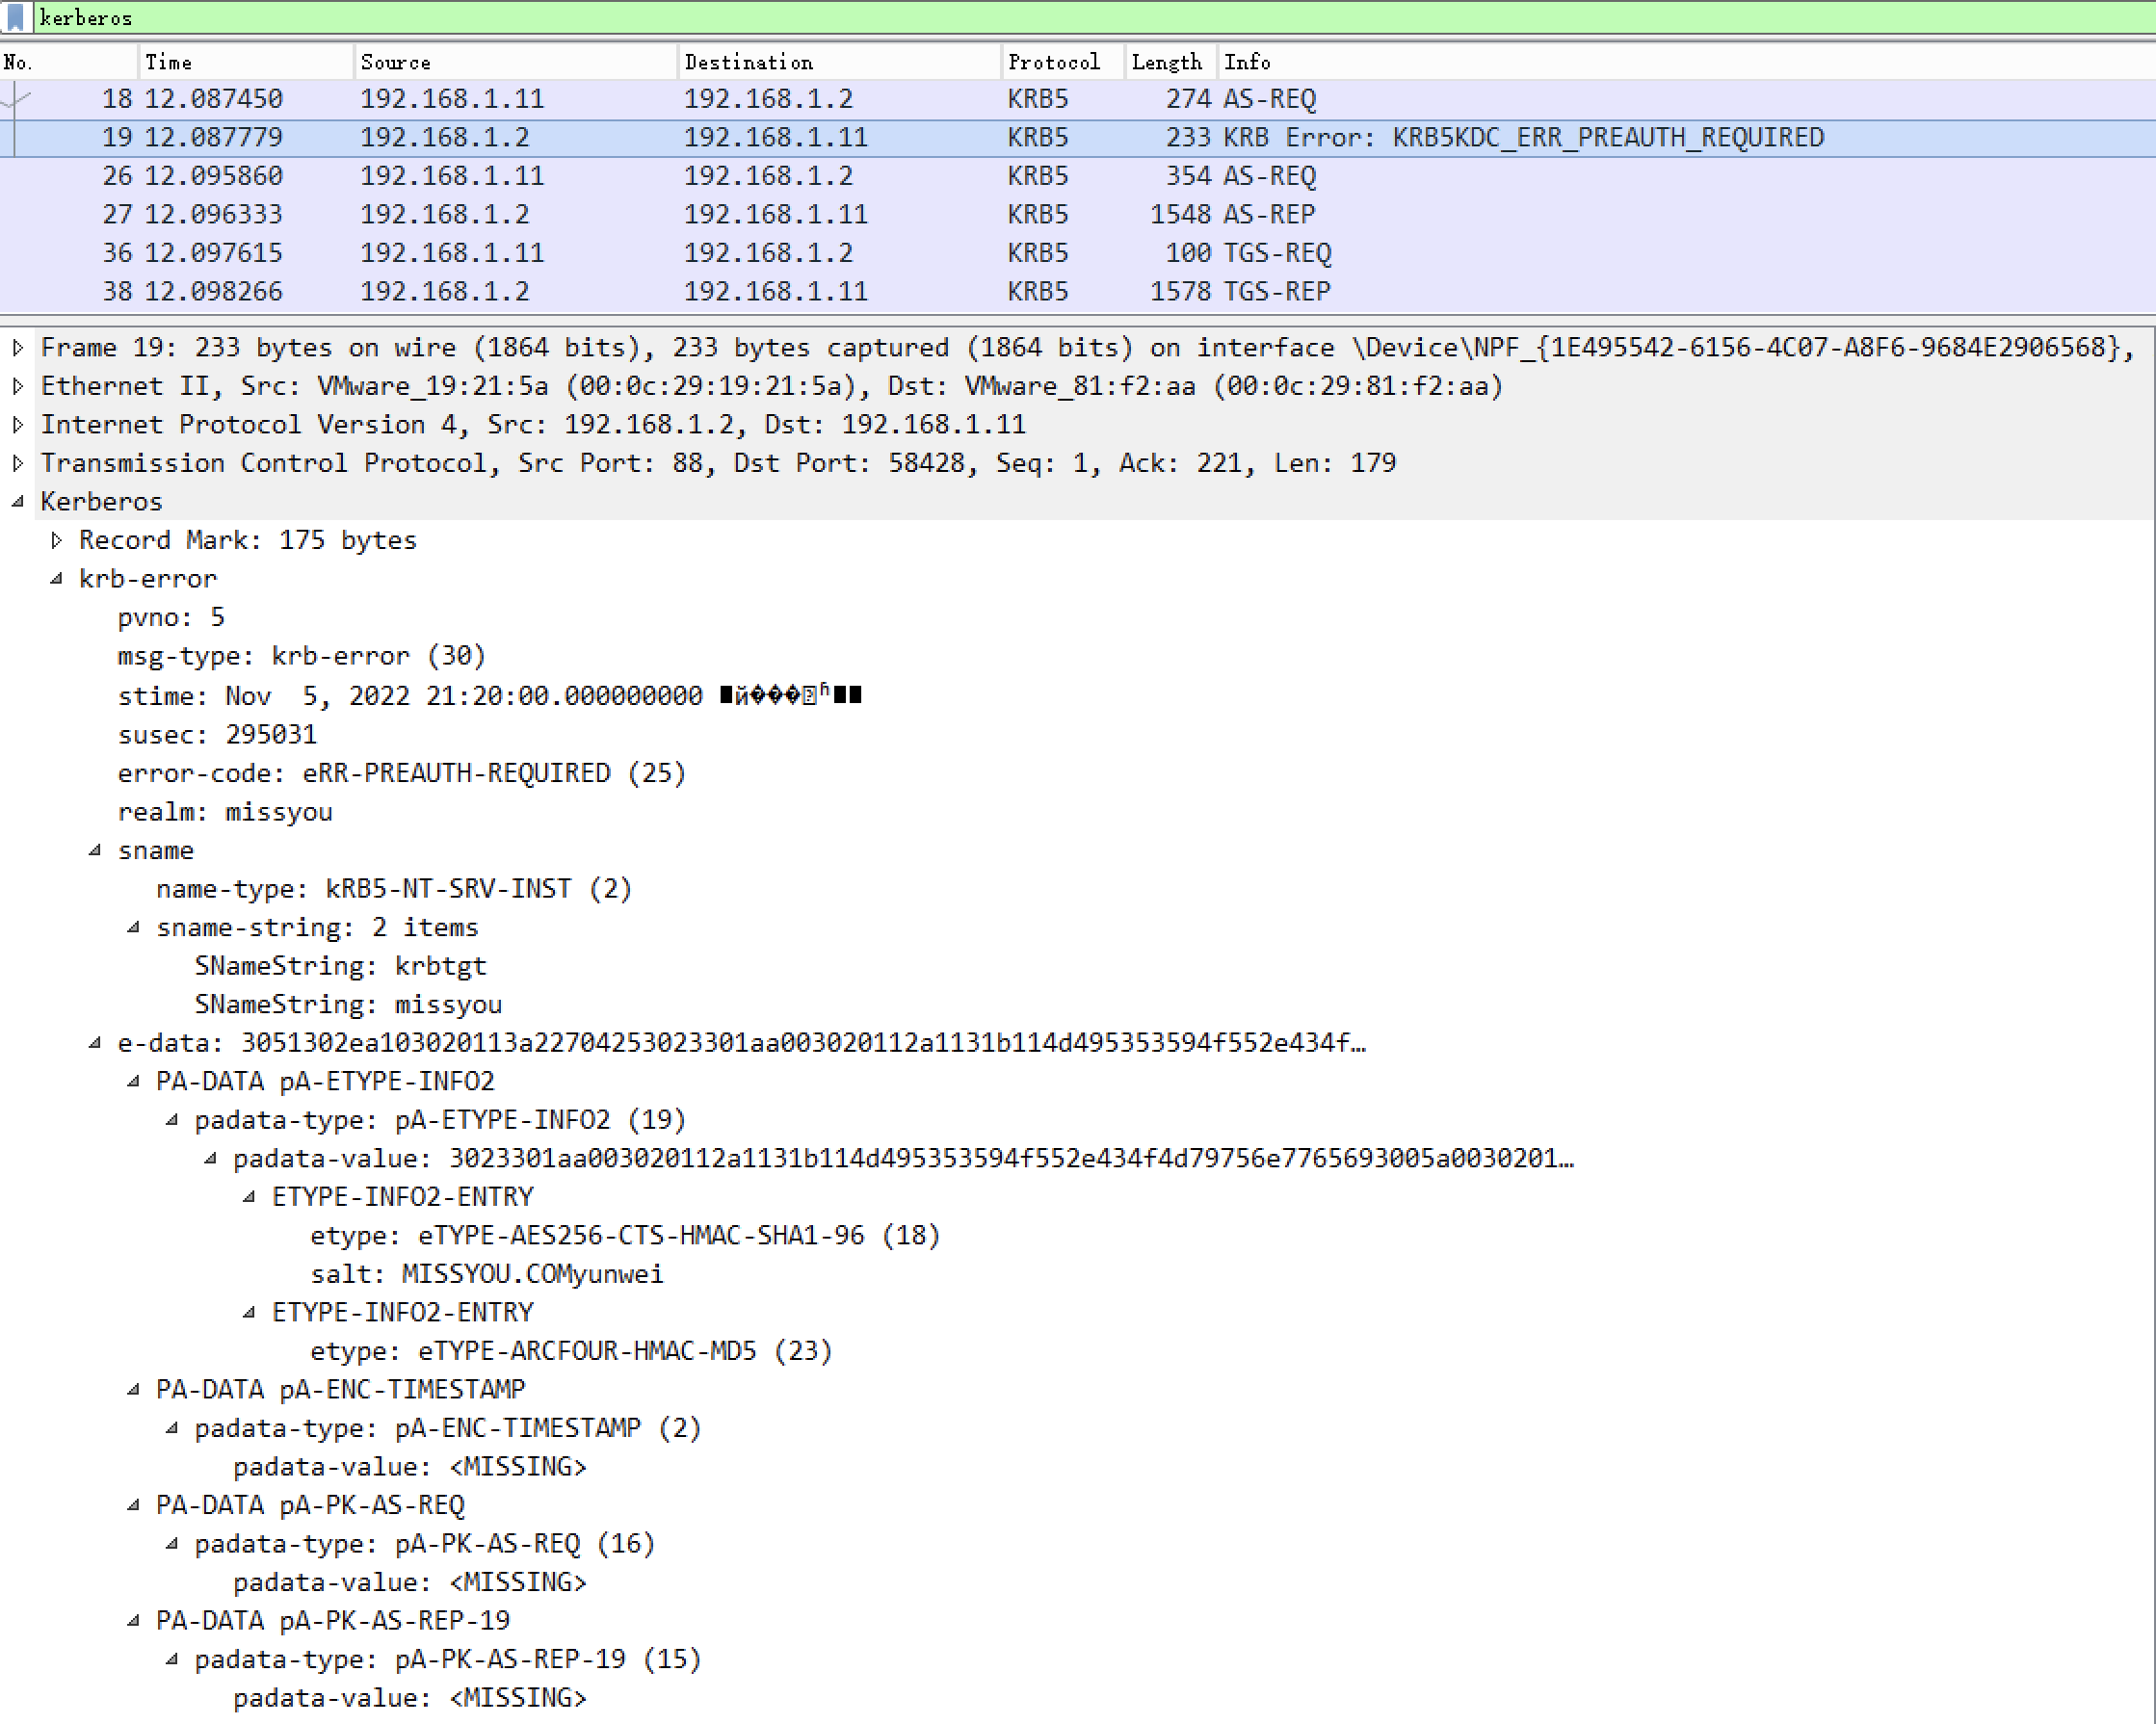 kerberos
No. Time Source Destination Protocol Length Info
18 12.087450 192.168.1.11 192.168.1.2 KRB5 274 AS-REQ
19 12.087779 192.168.1.2 192.168.1.11 KRB5 233 KRB Error: KRB5KDC_ERR_PREAUTH_REQUIRED
26 12.095860 192.168.1.11 192.168.1.2 KRB5 354 AS-REQ
27 12.096333 192.168.1.2 192.168.1.11 KRB5 1548 AS-REP
36 12.097615 192.168.1.11 192.168.1.2 KRB5 100 TGS-REQ
38 12.098266 192.168.1.2 192.168.1.11 KRB5 1578 TGS-REP
Frame 19: 233 bytes on wire (1864 bits), 233 bytes captured (1864 bits) on interface \Device\NPF_{1E495542-6156-4C07-A8F6-9684E2906568},
Ethernet II, Src: VMware_19:21:5a (00:0c:29:19:21:5a), Dst: VMware_81:f2:aa (00:0c:29:81:f2:aa)
Internet Protocol Version 4, Src: 192.168.1.2, Dst: 192.168.1.11
Transmission Control Protocol, Src Port: 88, Dst Port: 58428, Seq: 1, Ack: 221, Len: 179
Kerberos
Record Mark: 175 bytes
krb-error
pvno: 5
msg-type: krb-error (30)
stime: Nov  5, 2022 21:20:00.000000000
susec: 295031
error-code: eRR-PREAUTH-REQUIRED (25)
realm: missyou
sname
name-type: kRB5-NT-SRV-INST (2)
sname-string: 2 items
SNameString: krbtgt
SNameString: missyou
e-data: 3051302ea103020113a22704253023301aa003020112a1131b114d495353594f552e434f…
PA-DATA pA-ETYPE-INFO2
padata-type: pA-ETYPE-INFO2 (19)
padata-value: 3023301aa003020112a1131b114d495353594f552e434f4d79756e7765693005a0030201…
ETYPE-INFO2-ENTRY
etype: eTYPE-AES256-CTS-HMAC-SHA1-96 (18)
salt: MISSYOU.COMyunwei
ETYPE-INFO2-ENTRY
etype: eTYPE-ARCFOUR-HMAC-MD5 (23)
PA-DATA pA-ENC-TIMESTAMP
padata-type: pA-ENC-TIMESTAMP (2)
padata-value: <MISSING>
PA-DATA pA-PK-AS-REQ
padata-type: pA-PK-AS-REQ (16)
padata-value: <MISSING>
PA-DATA pA-PK-AS-REP-19
padata-type: pA-PK-AS-REP-19 (15)
padata-value: <MISSING>